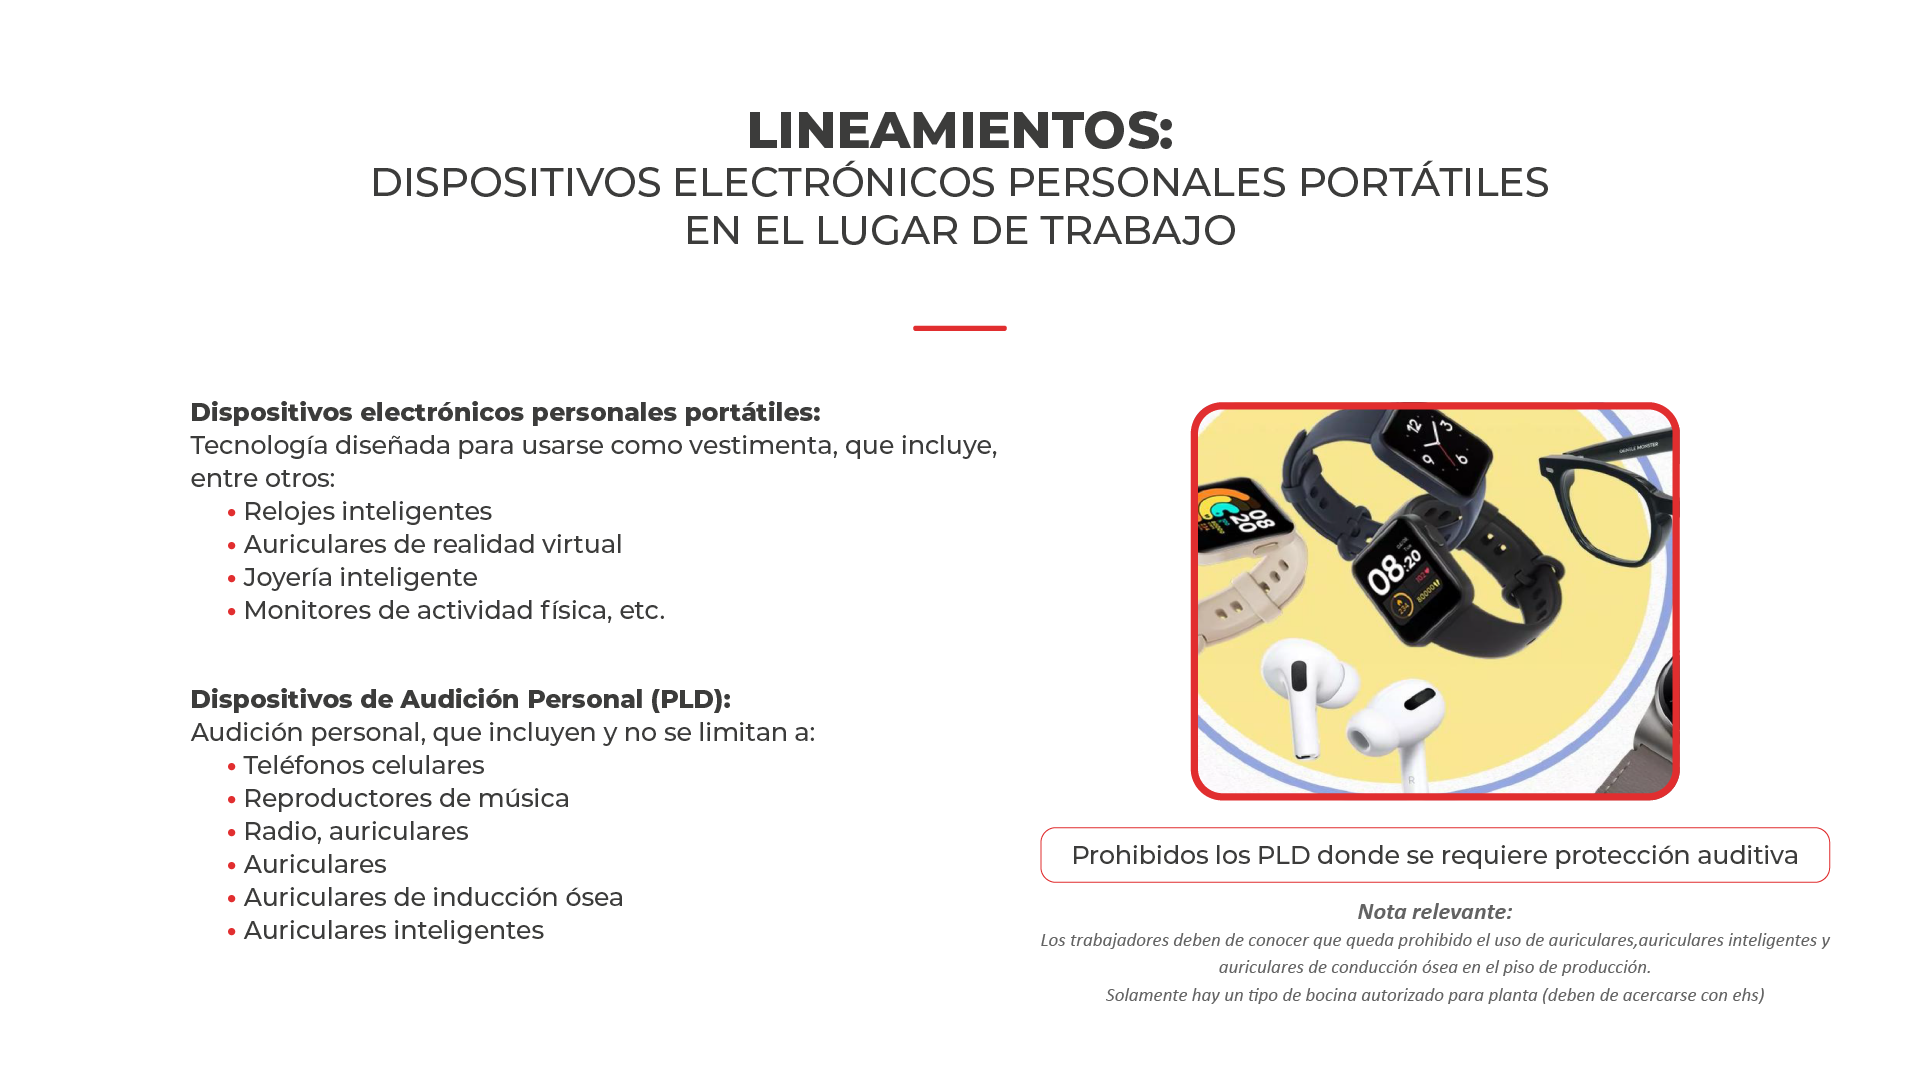 LINEAMIENTOS:
DISPOSITIVOS ELECTRÓNICOS PERSONALES PORTÁTILES
EN EL LUGAR DE TRABAJO
Dispositivos electrónicos personales portátiles:
Tecnología diseñada para usarse como vestimenta, que incluye,
entre otros:
• Relojes inteligentes
• Auriculares de realidad virtual
• Joyería inteligente
• Monitores de actividad física, etc.
Dispositivos de Audición Personal (PLD):
Audición personal, que incluyen y no se limitan a:
• Teléfonos celulares
• Reproductores de música
• Radio, auriculares
• Auriculares
• Auriculares de inducción ósea
• Auriculares inteligentes
12 3
9 6
GENTLE MONSTER
08
20
08:20
R
Prohibidos los PLD donde se requiere protección auditiva
Nota relevante:
Los trabajadores deben de conocer que queda prohibido el uso de auriculares,auriculares inteligentes y
auriculares de conducción ósea en el piso de producción.
Solamente hay un tipo de bocina autorizado para planta (deben de acercarse con ehs)